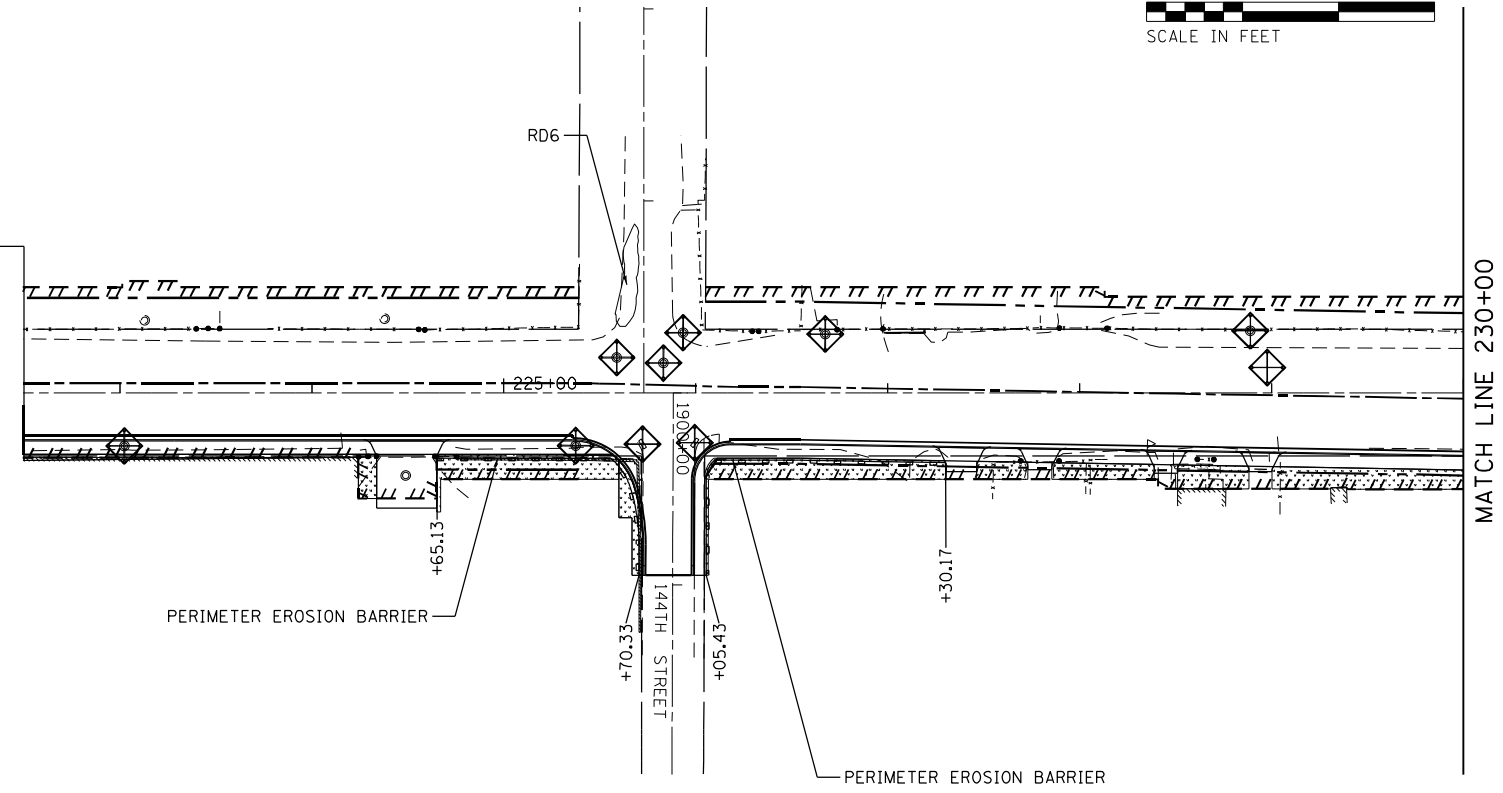 SCALE IN FEET
RD6
225+00
1900+00
MATCH LINE 230+00
+65.13
+30.17
PERIMETER EROSION BARRIER
+70.33
144TH STREET
+05.43
PERIMETER EROSION BARRIER